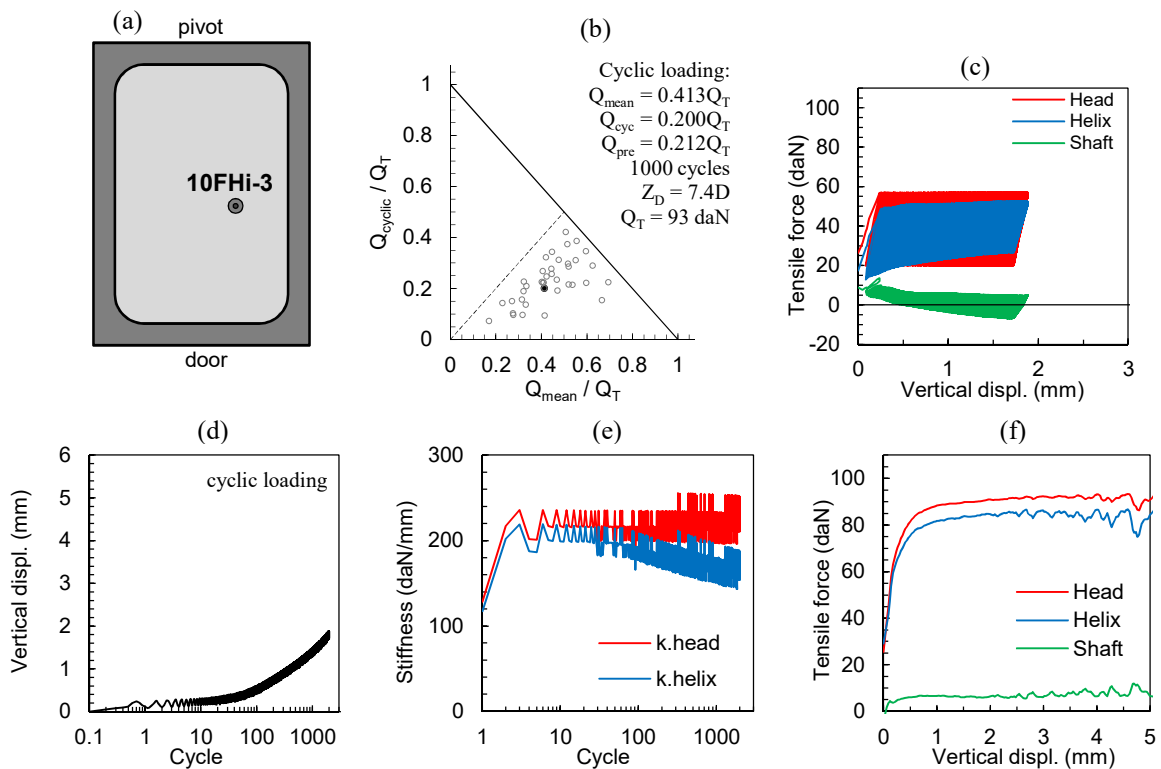 (a)
pivot
10FHi-3
door
(b)
Cyclic loading:
Q_mean = 0.413Q_T
Q_cyc = 0.200Q_T
Q_pre = 0.212Q_T
1000 cycles
Z_D = 7.4D
Q_T = 93 daN
Q_cyclic / Q_T
1
0.8
0.6
0.4
0.2
0
0 0.2 0.4 0.6 0.8 1
Q_mean / Q_T
(c)
Head
Helix
Shaft
Tensile force (daN)
100
80
60
40
20
0
-20
0 1 2 3
Vertical displ. (mm)
(d)
cyclic loading
Vertical displ. (mm)
6
5
4
3
2
1
0
0.1 1 10 100 1000
Cycle
(e)
Stiffness (daN/mm)
300
200
100
0
k.head
k.helix
1 10 100 1000
Cycle
(f)
Tensile force (daN)
100
80
60
40
20
0
Head
Helix
Shaft
0 1 2 3 4 5
Vertical displ. (mm)